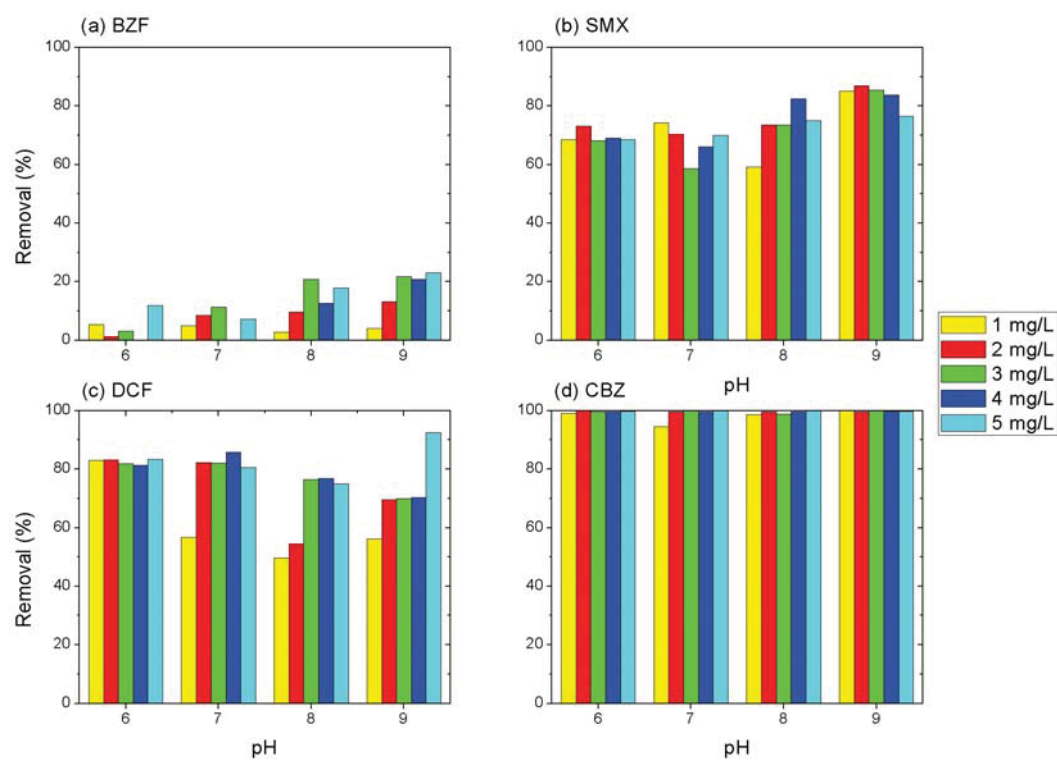 (a) BZF
(b) SMX
100
80
60
40
20
0
Removal (%)
6 7 8 9
100
80
60
40
20
0
6 7 8 9
pH
1 mg/L
2 mg/L
3 mg/L
4 mg/L
5 mg/L
(c) DCF
(d) CBZ
100
80
60
40
20
0
Removal (%)
6 7 8 9
pH
100
80
60
40
20
0
6 7 8 9
pH